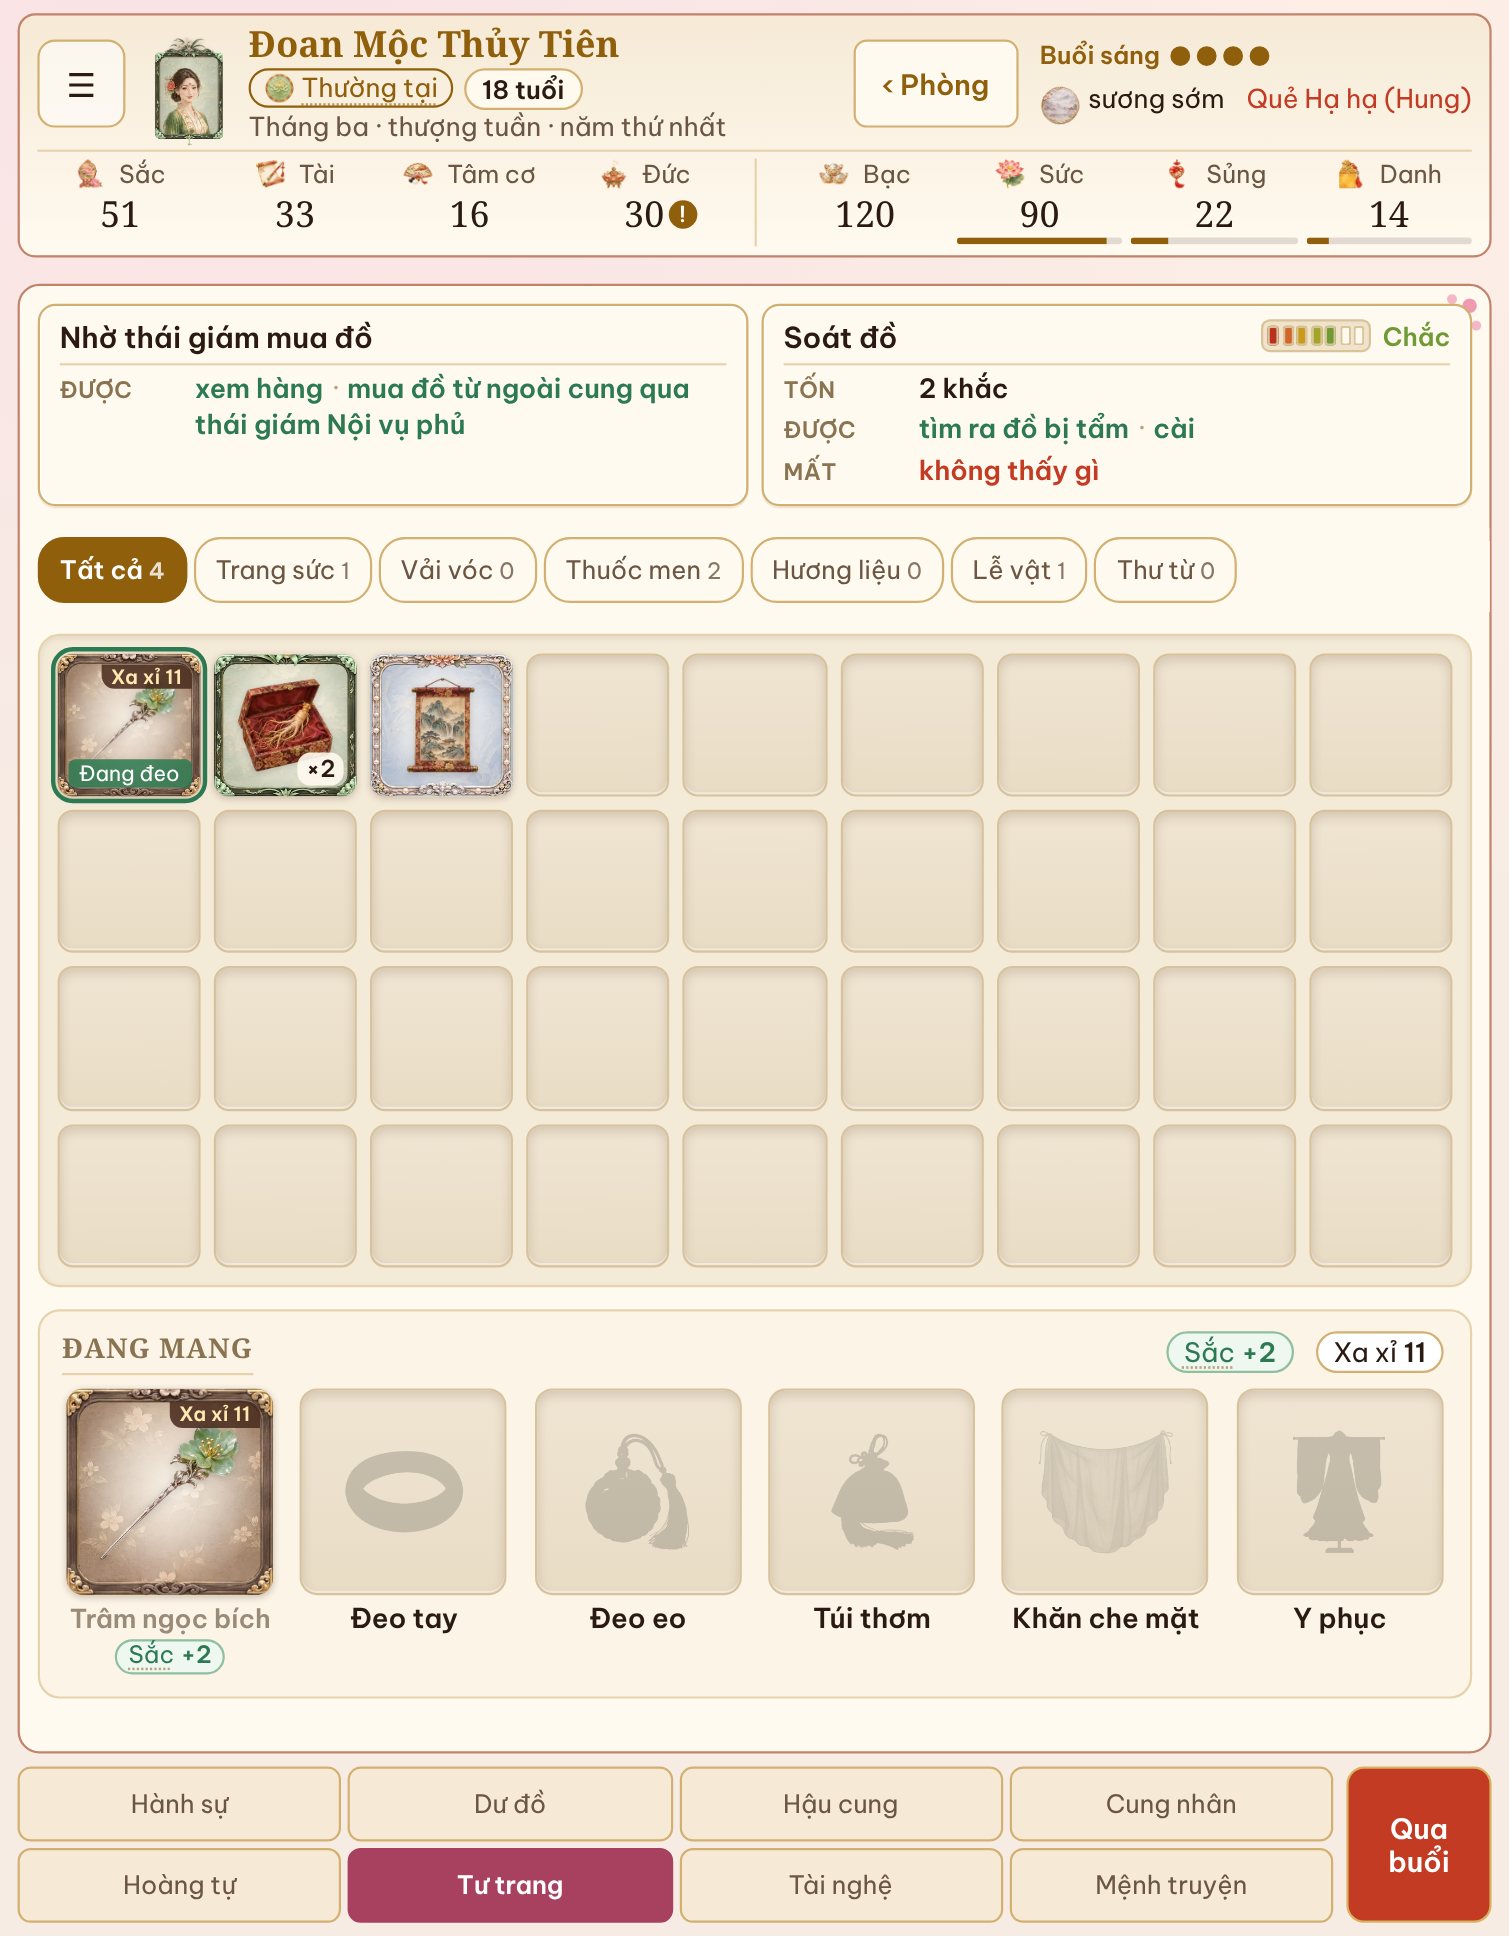 ☰
Đoan Mộc Thủy Tiên
Thường tại
18 tuổi
Tháng ba · thượng tuần · năm thứ nhất
‹ Phòng
Buổi sáng
sương sớm Quẻ Hạ hạ (Hung)
Sắc Tài Tâm cơ Đức Bạc Sức Sủng Danh
51 33 16 30 ! 120 90 22 14
Nhờ thái giám mua đồ
ĐƯỢC xem hàng · mua đồ từ ngoài cung qua
thái giám Nội vụ phủ
Soát đồ Chắc
TỐN 2 khắc
ĐƯỢC tìm ra đồ bị tẩm · cài
MẤT không thấy gì
Tất cả 4 Trang sức 1 Vải vóc 0 Thuốc men 2 Hương liệu 0 Lễ vật 1 Thư từ 0
Xa xỉ 11
Đang đeo
×2
ĐANG MANG
Sắc +2 Xa xỉ 11
Xa xỉ 11
Trâm ngọc bích Đeo tay Đeo eo Túi thơm Khăn che mặt Y phục
Sắc +2
Hành sự Dư đồ Hậu cung Cung nhân
Hoàng tự Tư trang Tài nghệ Mệnh truyện
Qua
buổi